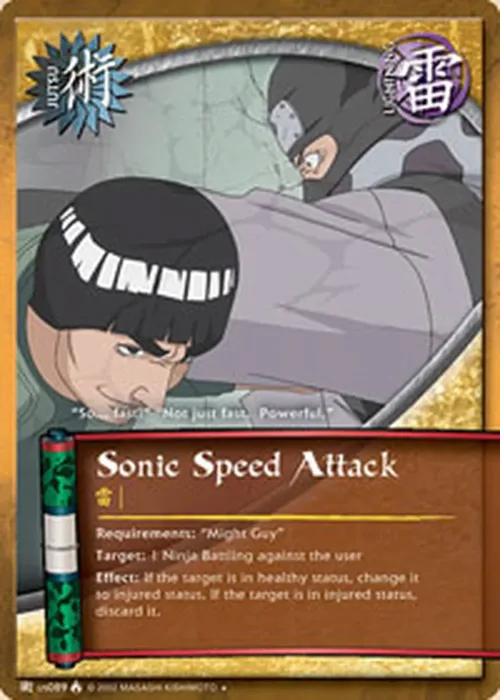 術
JUTSU
雷
LIGHTNING
"So... fast!" "Not just fast. Powerful."
Sonic Speed Attack
雷
Requirements: "Might Guy"
Target: 1 Ninja Battling against the user
Effect: If the target is in healthy status, change it
to injured status. If the target is in injured status,
discard it.
© 2002 MASASHI KISHIMOTO